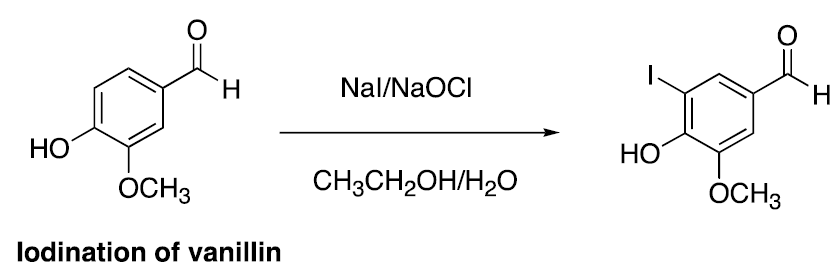 O
H
HO
OCH3
NaI/NaOCl
CH3CH2OH/H2O
O
I
H
HO
OCH3
Iodination of vanillin